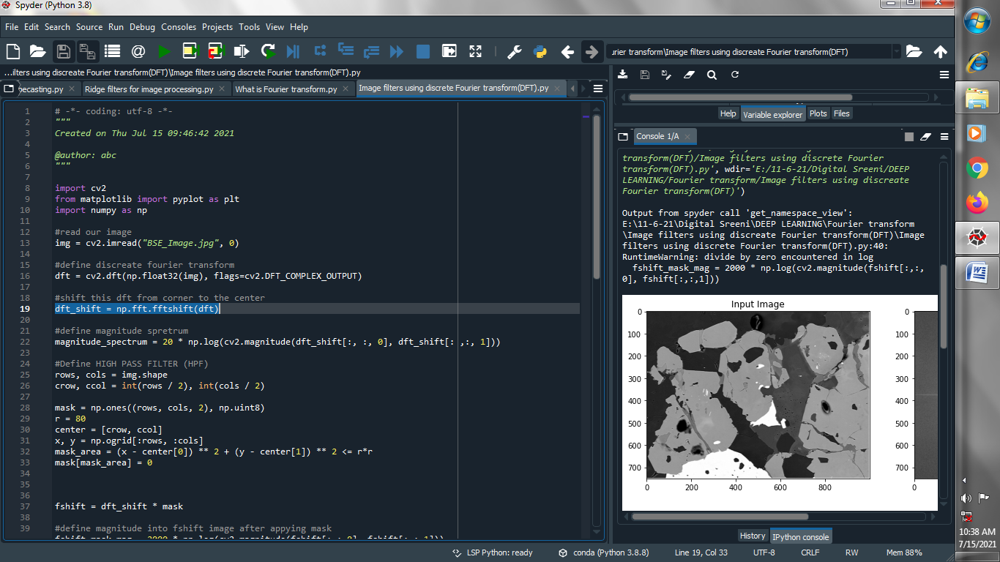 Spyder (Python 3.8)
File Edit Search Source Run Debug Consoles Projects Tools View Help
urier transform\Image filters using discreate Fourier transform(DFT)
...ilters using discreate Fourier transform(DFT)\Image filters using discrete Fourier transform(DFT).py
recasting.py Ridge filters for image processing.py What is Fourier transform.py Image filters using discrete Fourier transform(DFT).py
1 # -*- coding: utf-8 -*-
2 """
3 Created on Thu Jul 15 09:46:42 2021
4
5 @author: abc
6 """
7
8 import cv2
9 from matplotlib import pyplot as plt
10 import numpy as np
11
12 #read our image
13 img = cv2.imread("BSE_Image.jpg", 0)
14
15 #define discreate fourier transform
16 dft = cv2.dft(np.float32(img), flags=cv2.DFT_COMPLEX_OUTPUT)
17
18 #shift this dft from corner to the center
19 dft_shift = np.fft.fftshift(dft)
20
21 #define magnitude spretrum
22 magnitude_spectrum = 20 * np.log(cv2.magnitude(dft_shift[:, :, 0], dft_shift[: ,:, 1]))
23
24 #Define HIGH PASS FILTER (HPF)
25 rows, cols = img.shape
26 crow, ccol = int(rows / 2), int(cols / 2)
27
28 mask = np.ones((rows, cols, 2), np.uint8)
29 r = 80
30 center = [crow, ccol]
31 x, y = np.ogrid[:rows, :cols]
32 mask_area = (x - center[0]) ** 2 + (y - center[1]) ** 2 <= r*r
33 mask[mask_area] = 0
34
35
36
37 fshift = dft_shift * mask
38
39 #define magnitude into fshift image after appying mask
Help Variable explorer Plots Files
Console 1/A
transform(DFT)/Image filters using discrete Fourier
transform(DFT).py', wdir='E:/11-6-21/Digital Sreeni/DEEP
LEARNING/Fourier transform/Image filters using discreate
Fourier transform(DFT)')
Output from spyder call 'get_namespace_view':
E:\11-6-21\Digital Sreeni\DEEP LEARNING\Fourier transform
\Image filters using discreate Fourier transform(DFT)\Image
filters using discrete Fourier transform(DFT).py:40:
RuntimeWarning: divide by zero encountered in log
fshift_mask_mag = 2000 * np.log(cv2.magnitude(fshift[:,:,
0], fshift[:,:,1]))
Input Image
0 0
100 100
200 200
300 300
400 400
500 500
600 600
700 700
0 200 400 600 800 0
History IPython console
LSP Python: ready conda (Python 3.8.8) Line 19, Col 33 UTF-8 CRLF RW Mem 88%
10:38 AM
7/15/2021